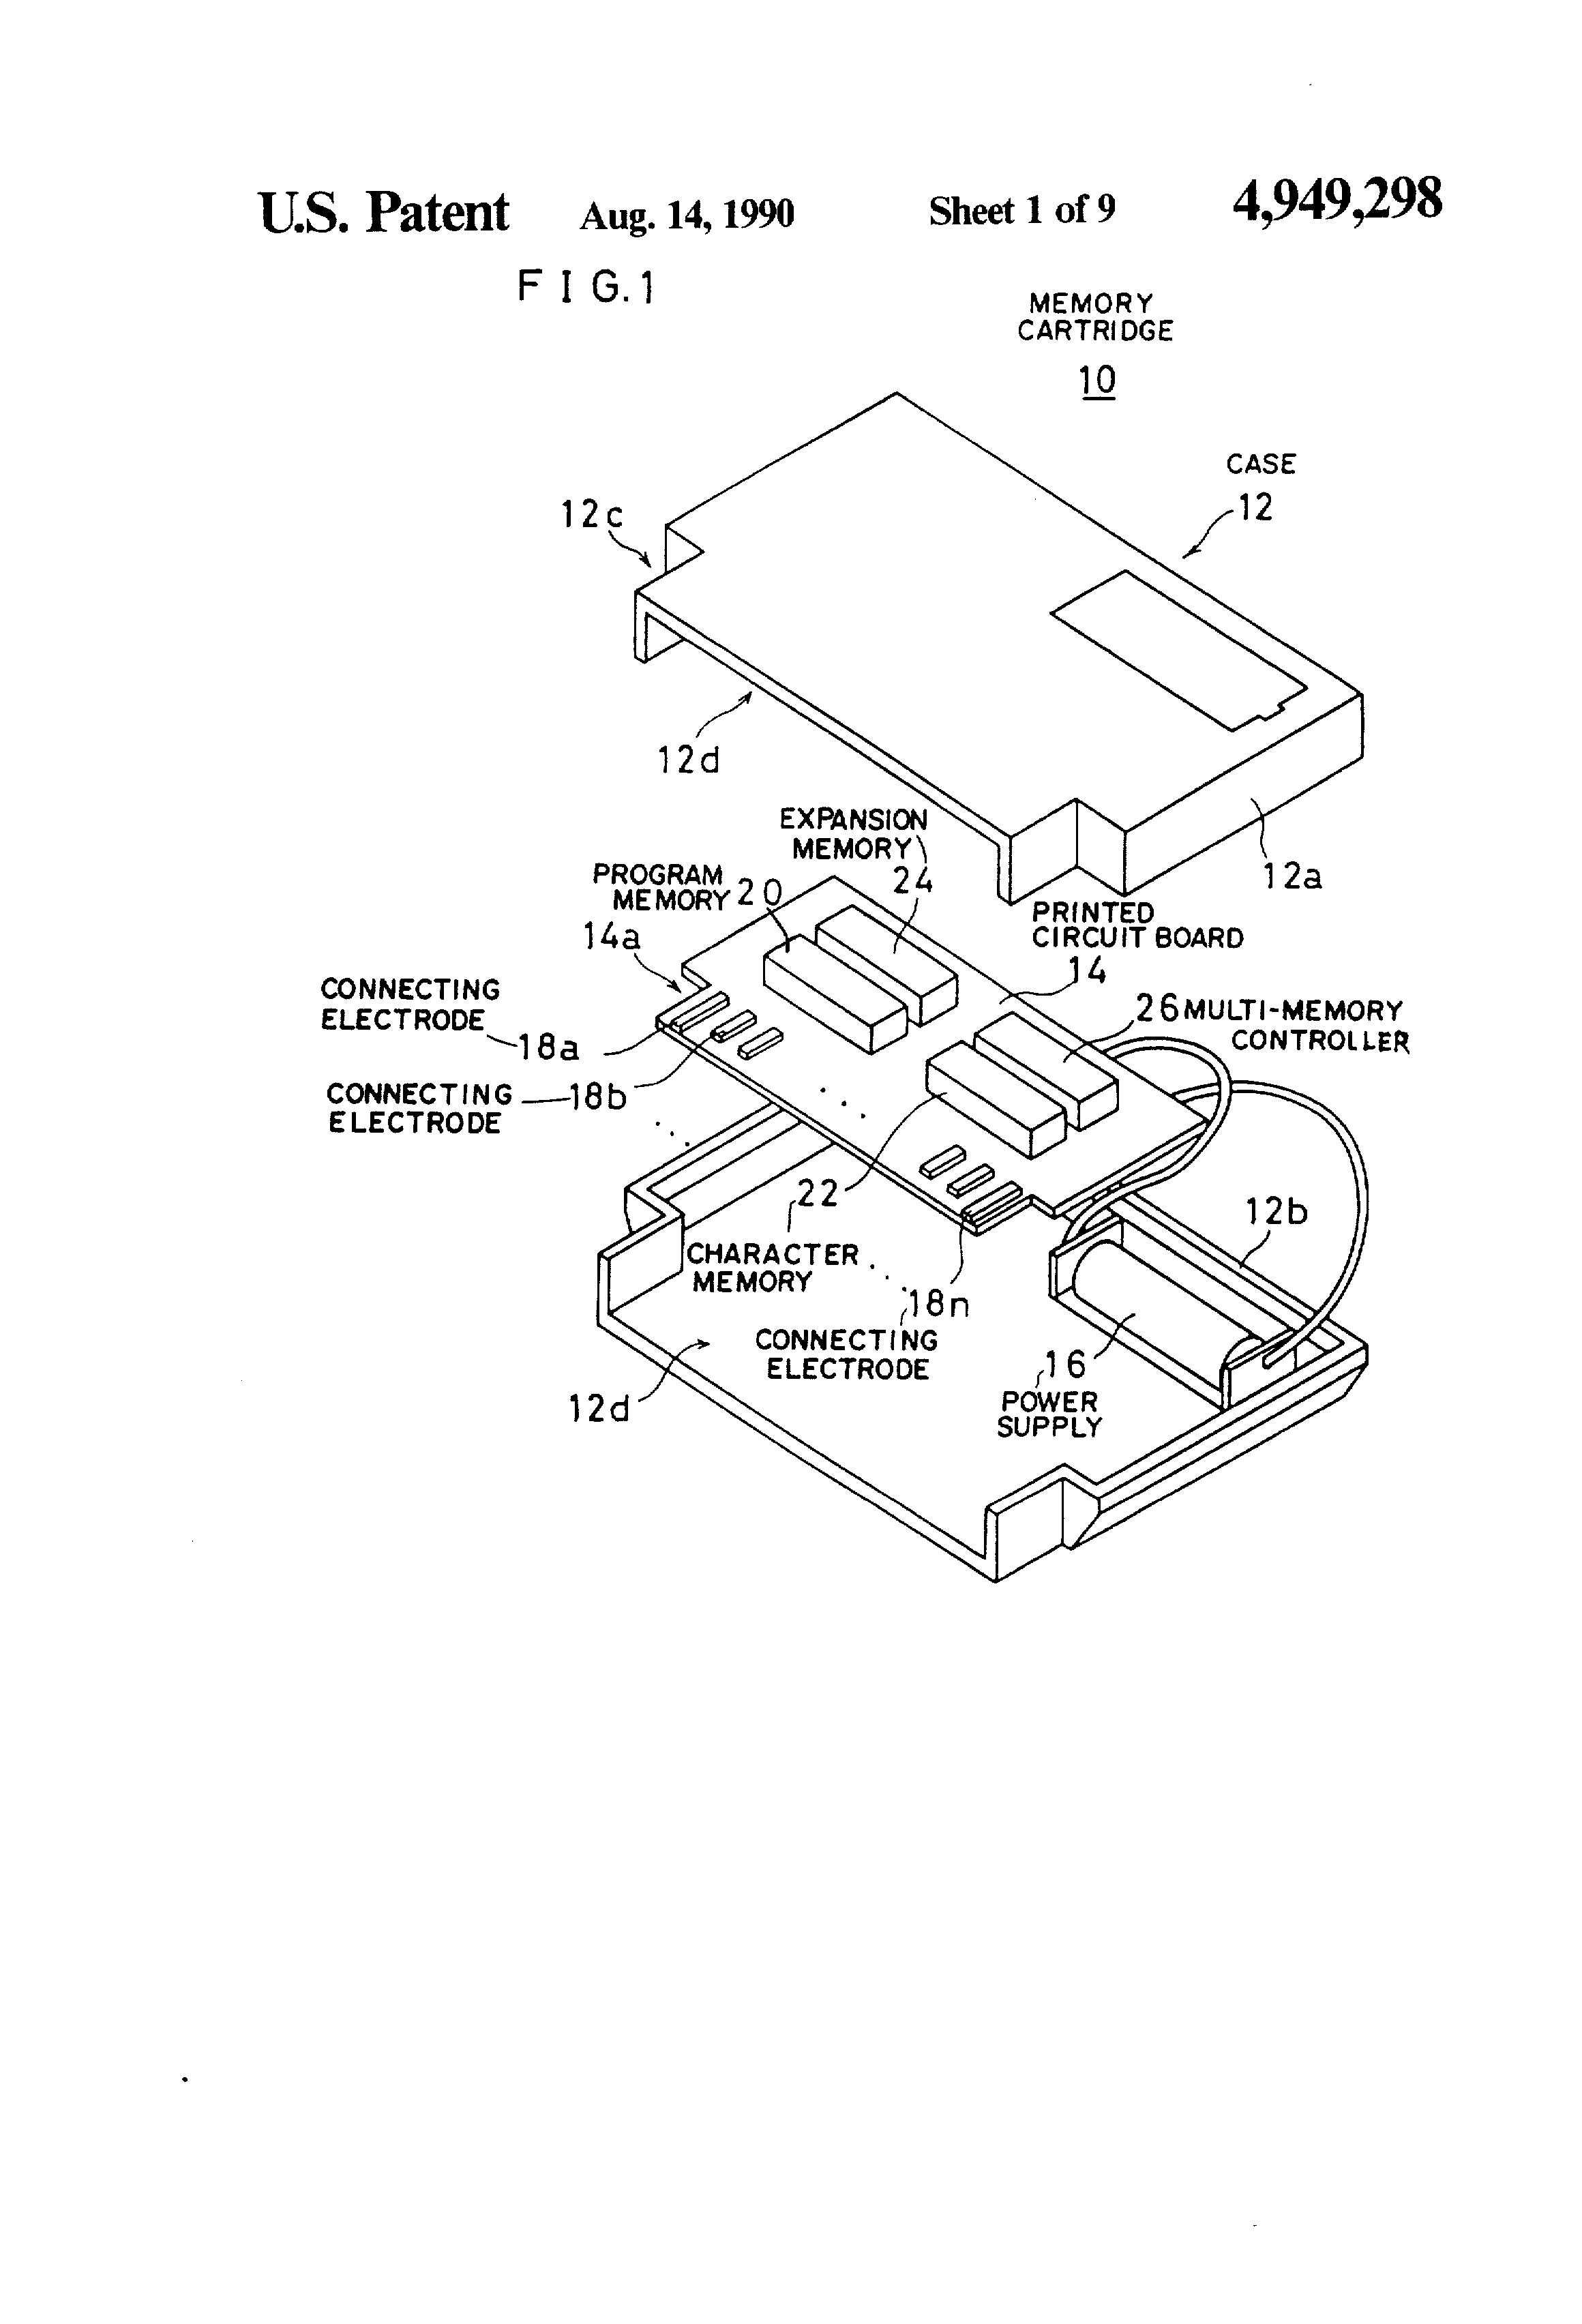 U.S. Patent Aug. 14, 1990 Sheet 1 of 9 4,949,298
FIG.1
MEMORY
CARTRIDGE
10
CASE
12
12c
12d
12a
EXPANSION
MEMORY
24
PROGRAM
MEMORY 20
14a
PRINTED
CIRCUIT BOARD
14
CONNECTING
ELECTRODE
18a
26 MULTI-MEMORY
CONTROLLER
CONNECTING
ELECTRODE
18b
22
CHARACTER
MEMORY
12b
18n
CONNECTING
ELECTRODE
16
POWER
SUPPLY
12d